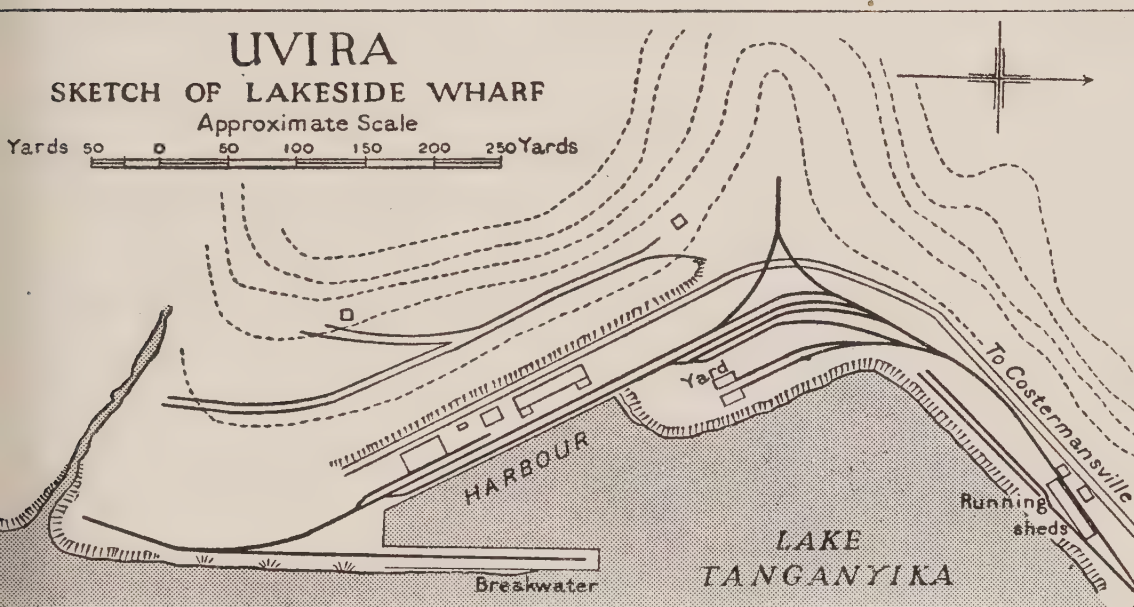 UVIRA
SKETCH OF LAKESIDE WHARF
Approximate Scale
Yards 50 0 50 100 150 200 250 Yards
Yard
To Costermansville
HARBOUR
Running
sheds
LAKE
TANGANYIKA
Breakwater